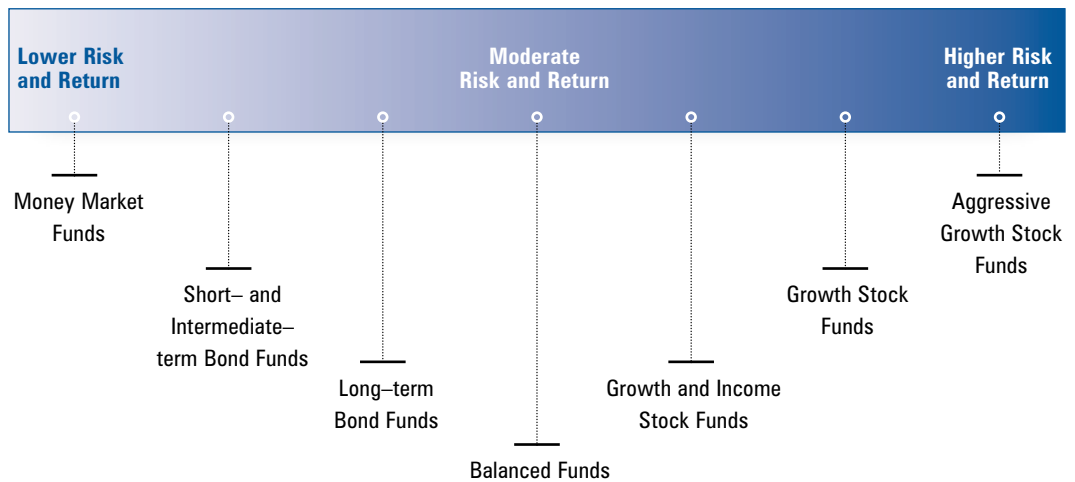 Lower Risk
and Return
Moderate
Risk and Return
Higher Risk
and Return
Money Market
Funds
Short– and
Intermediate–
term Bond Funds
Long–term
Bond Funds
Balanced Funds
Growth and Income
Stock Funds
Growth Stock
Funds
Aggressive
Growth Stock
Funds